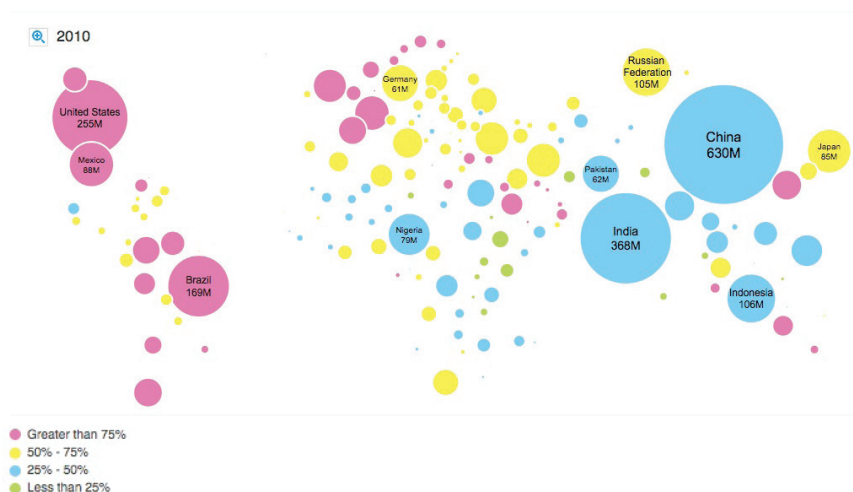 2010
Russian
Federation
105M
Germany
61M
United States
255M
China
630M
Japan
85M
Mexico
88M
Pakistan
62M
Nigeria
79M
India
368M
Brazil
169M
Indonesia
106M
Greater than 75%
50% - 75%
25% - 50%
Less than 25%